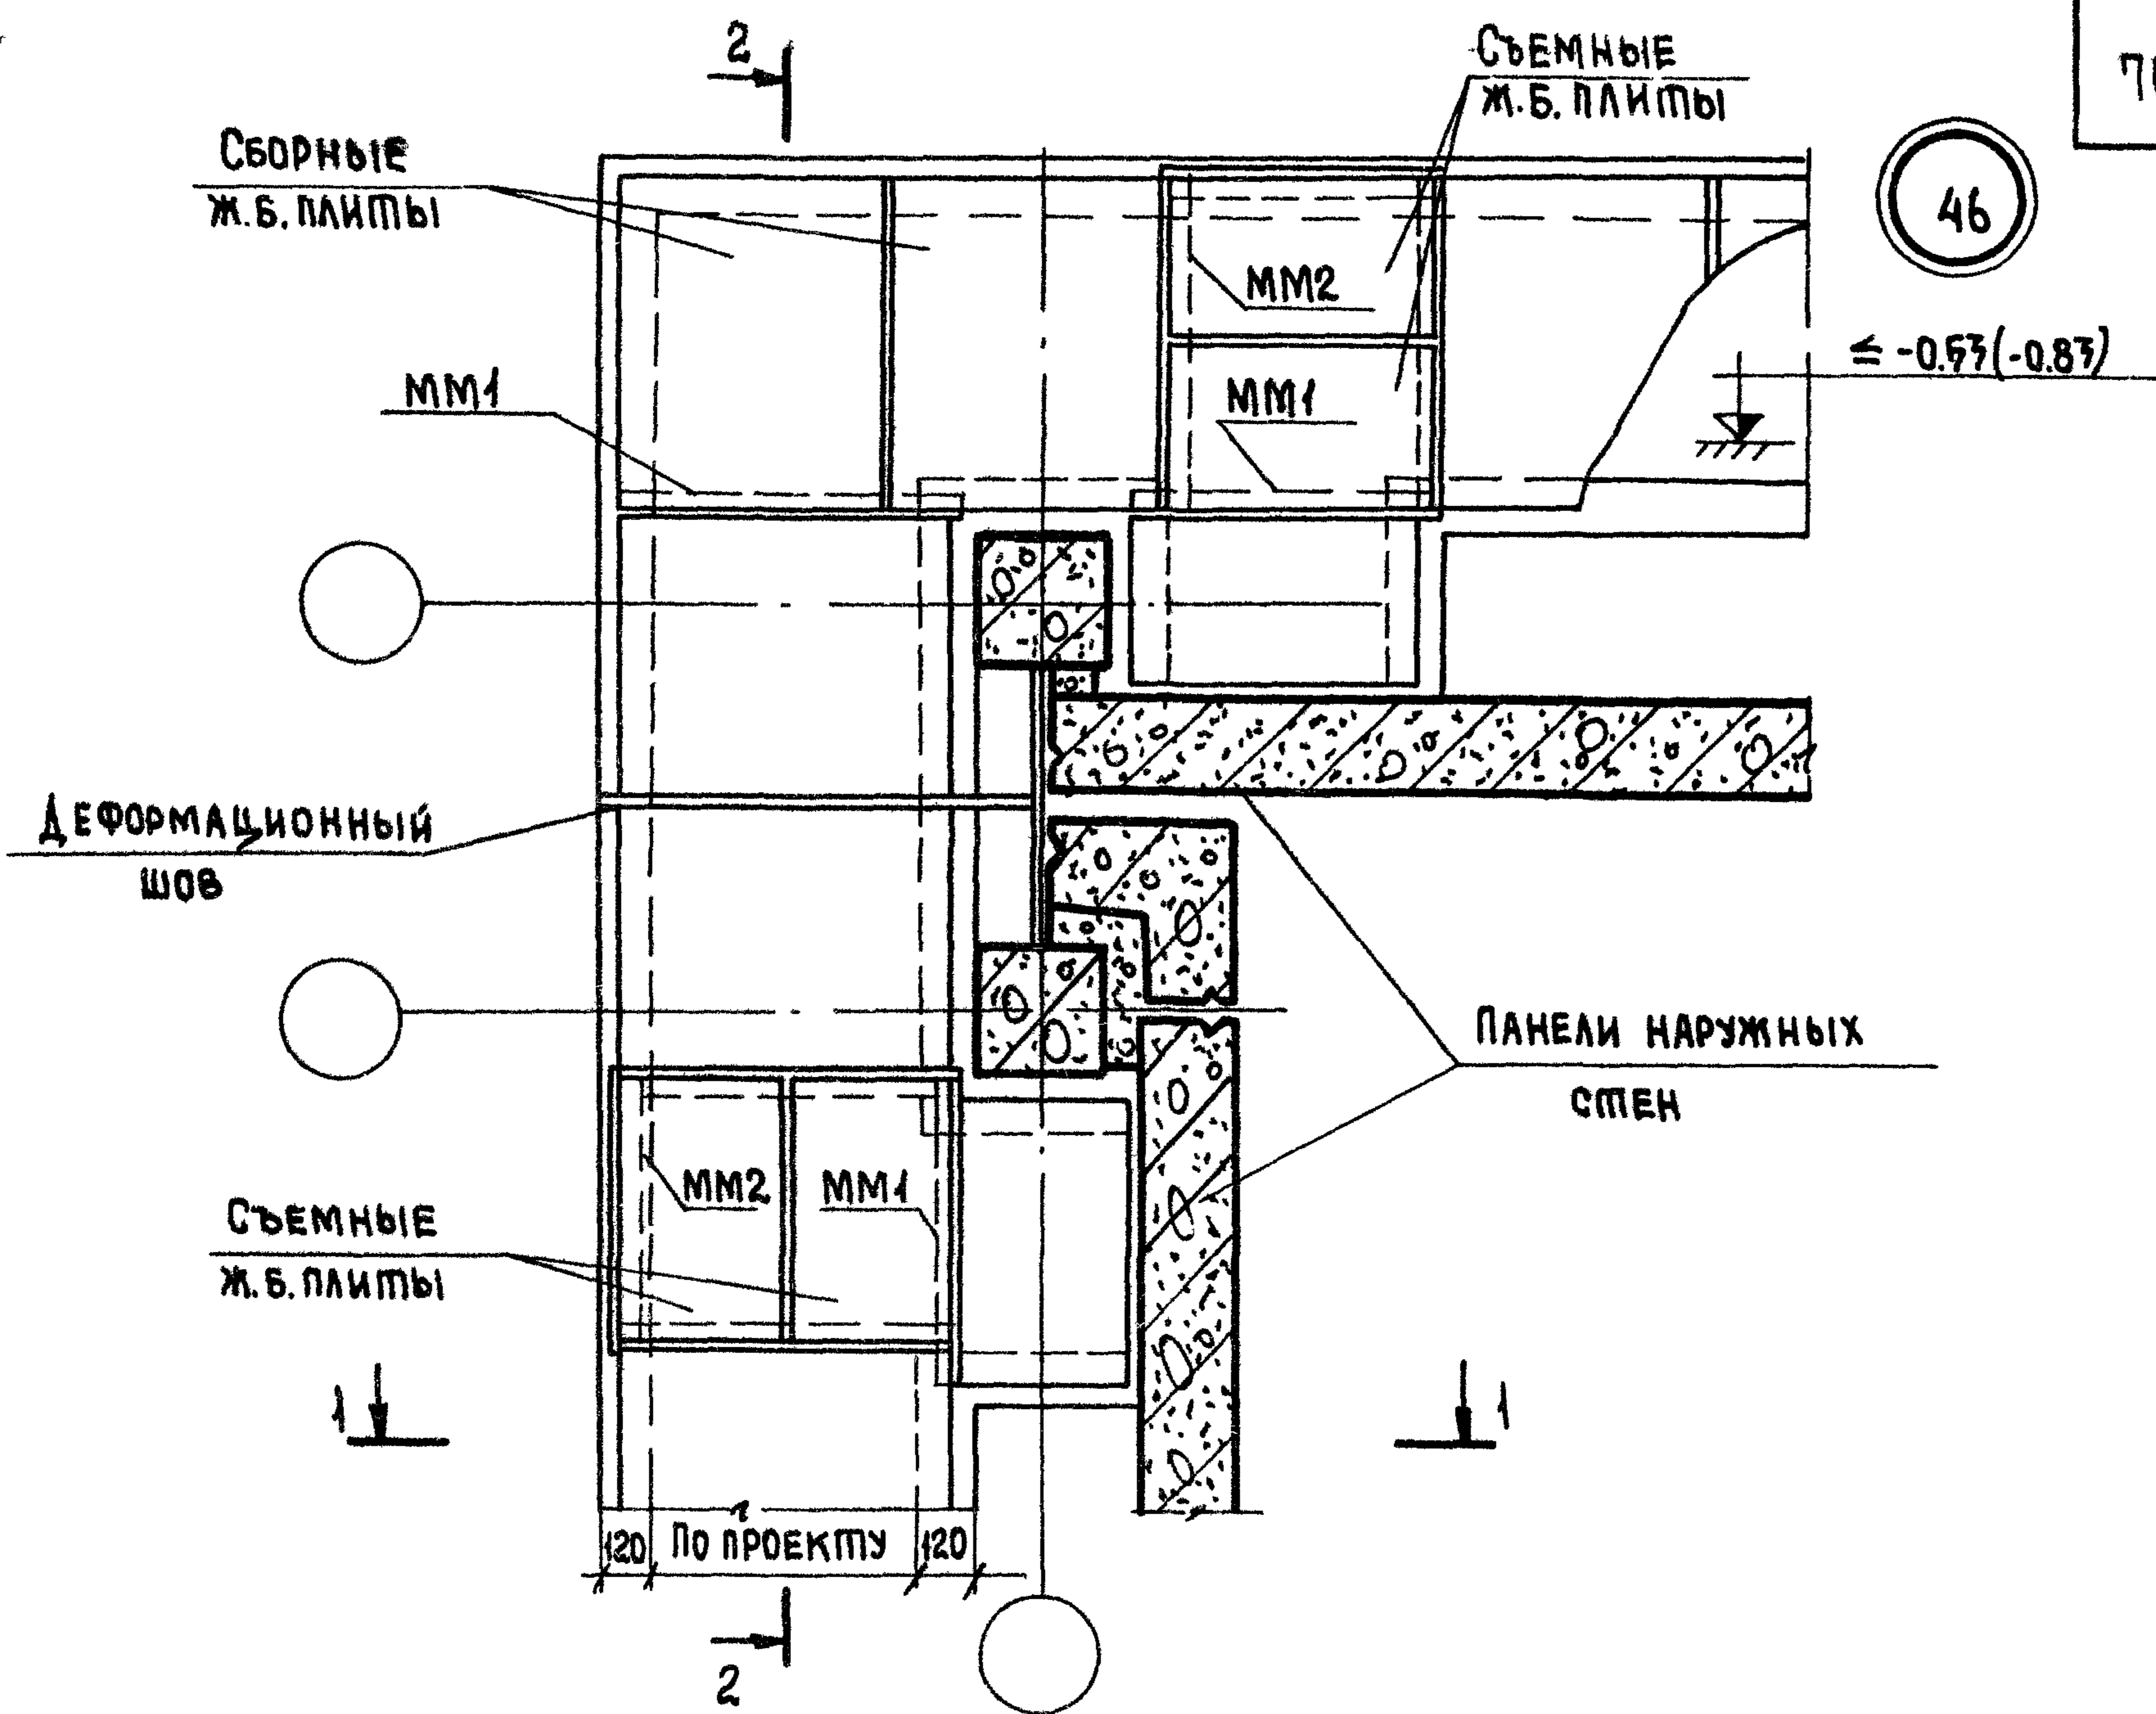 2
Съемные
ж.б. плиты
Сборные
ж.б. плиты
46
ММ2
≤ -0.53(-0.83)
ММ1
ММ1
Деформационный
шов
Панели наружных
стен
ММ2
ММ1
Съемные
ж.б. плиты
1
1
120
По проекту
120
2